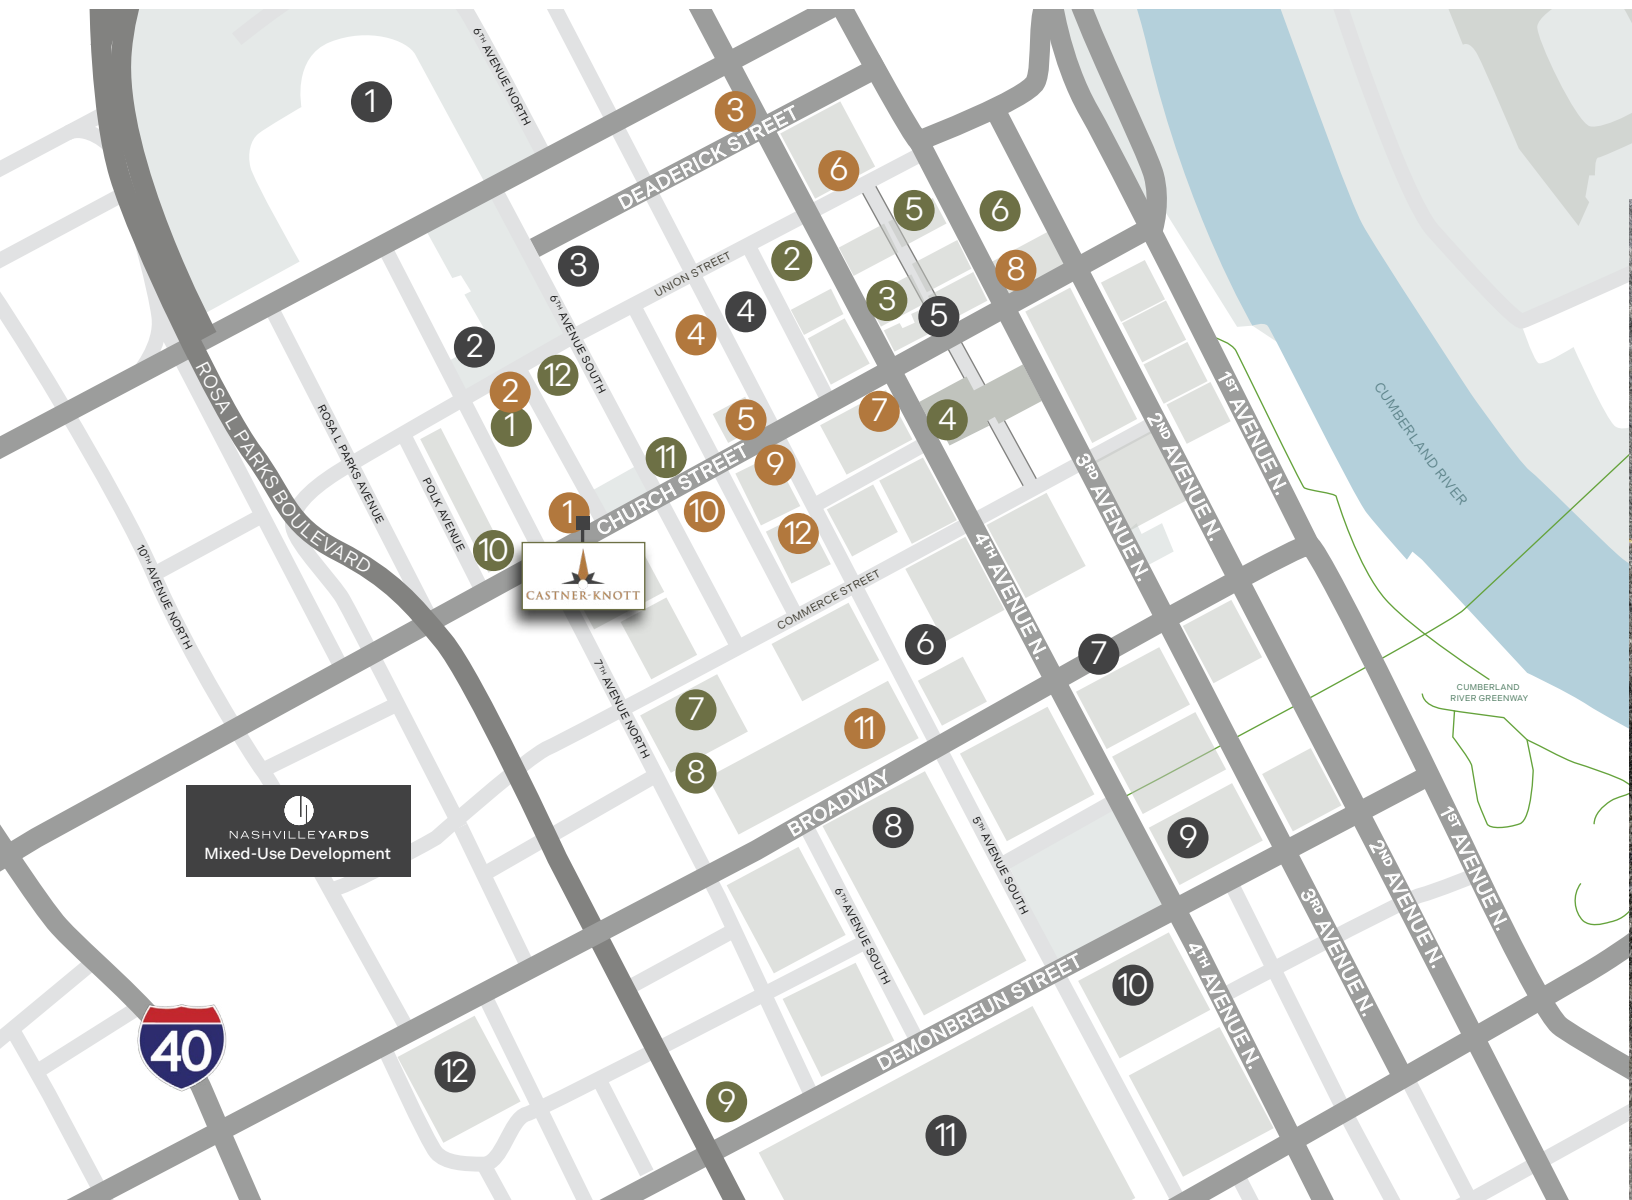 6TH AVENUE NORTH
1
3
DEADERICK STREET
6
5
6
3
UNION STREET
2
8
6TH AVENUE SOUTH
3
5
4
4
2
12
2
1
ROSA L PARKS BOULEVARD
ROSA L PARKS AVENUE
POLK AVENUE
5
7
4
1ST AVENUE N.
2ND AVENUE N.
3RD AVENUE N.
CUMBERLAND RIVER
11
9
CHURCH STREET
1
10
12
10
CASTNER-KNOTT
10TH AVENUE NORTH
4TH AVENUE N.
COMMERCE STREET
6
7
7TH AVENUE NORTH
CUMBERLAND
RIVER GREENWAY
7
11
8
BROADWAY
NASHVILLEYARDS
Mixed-Use Development
8
5TH AVENUE SOUTH
9
1ST AVENUE N.
2ND AVENUE N.
3RD AVENUE N.
6TH AVENUE SOUTH
4TH AVENUE N.
DEMONBREUN STREET
10
40
12
9
11